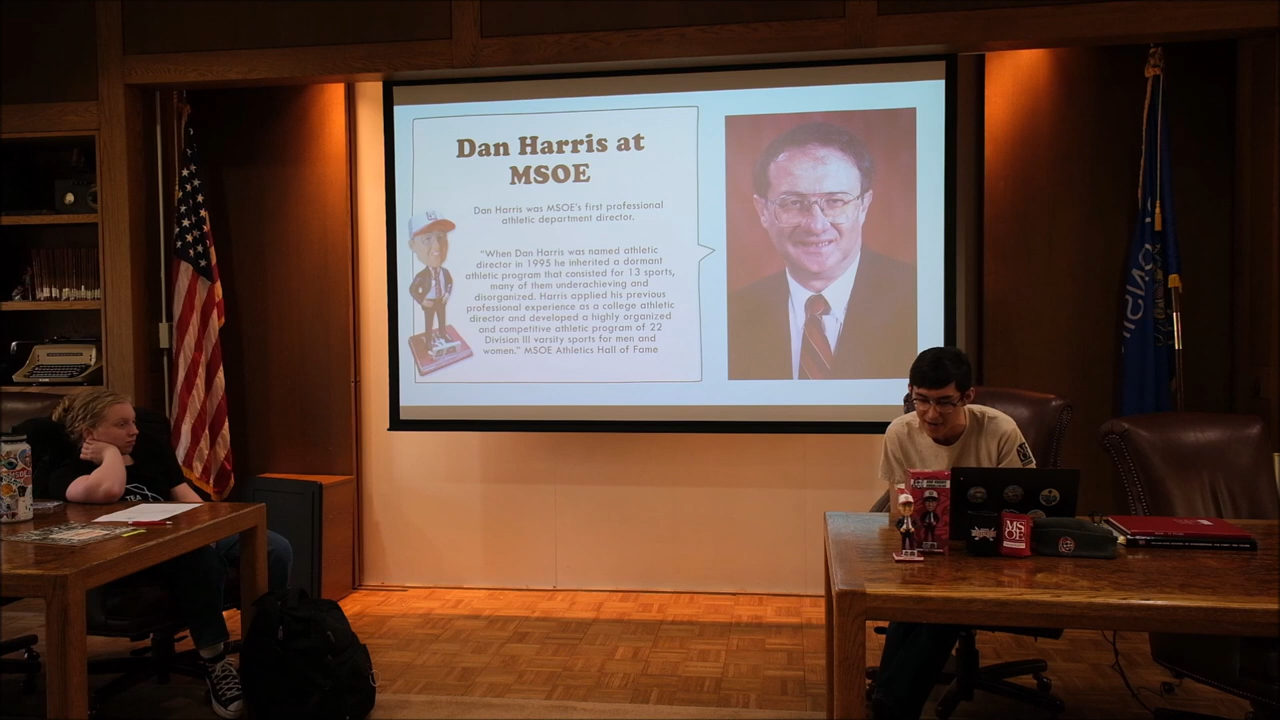 Dan Harris at
MSOE
Dan Harris was MSOE's first professional
athletic department director.
"When Dan Harris was named athletic
director in 1995 he inherited a dormant
athletic program that consisted for 13 sports,
many of them underachieving and
disorganized. Harris applied his previous
professional experience as a college athletic
director and developed a highly organized
and competitive athletic program of 22
Division III varsity sports for men and
women." MSOE Athletics Hall of Fame
MSOE
TEA
MS
OE